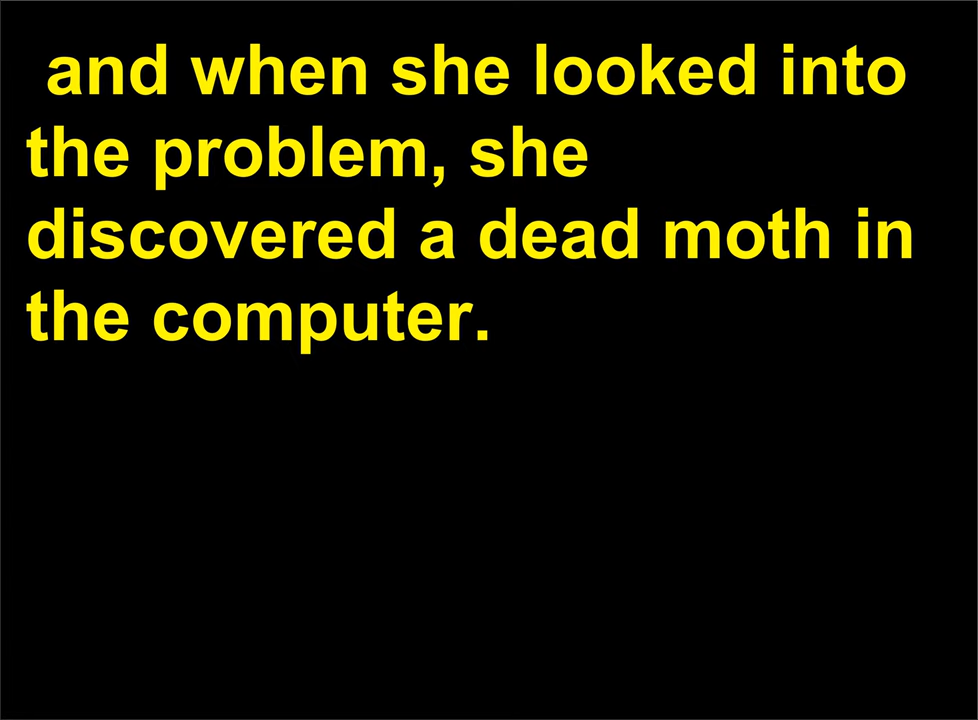 and when she looked into
the problem, she
discovered a dead moth in
the computer.